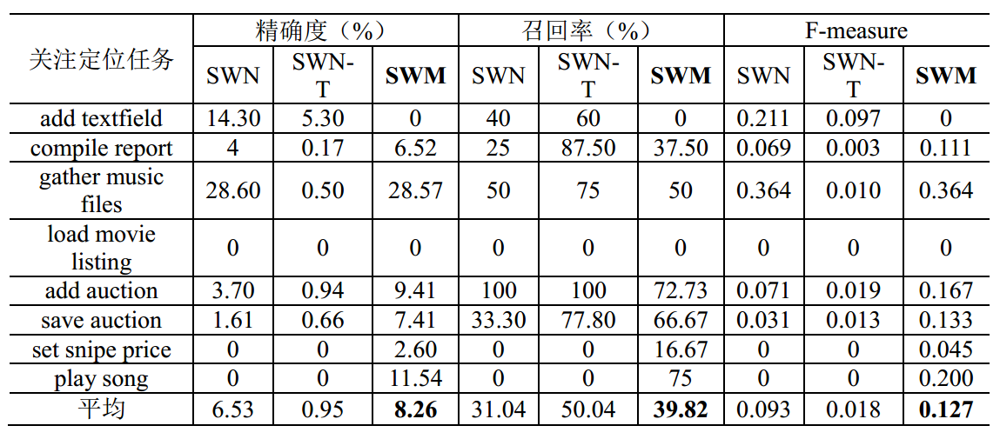 关注定位任务 精确度（%） 召回率（%） F-measure
SWN SWN-T SWM SWN SWN-T SWM SWN SWN-T SWM
add textfield 14.30 5.30 0 40 60 0 0.211 0.097 0
compile report 4 0.17 6.52 25 87.50 37.50 0.069 0.003 0.111
gather music files 28.60 0.50 28.57 50 75 50 0.364 0.010 0.364
load movie listing 0 0 0 0 0 0 0 0 0
add auction 3.70 0.94 9.41 100 100 72.73 0.071 0.019 0.167
save auction 1.61 0.66 7.41 33.30 77.80 66.67 0.031 0.013 0.133
set snipe price 0 0 2.60 0 0 16.67 0 0 0.045
play song 0 0 11.54 0 0 75 0 0 0.200
平均 6.53 0.95 8.26 31.04 50.04 39.82 0.093 0.018 0.127